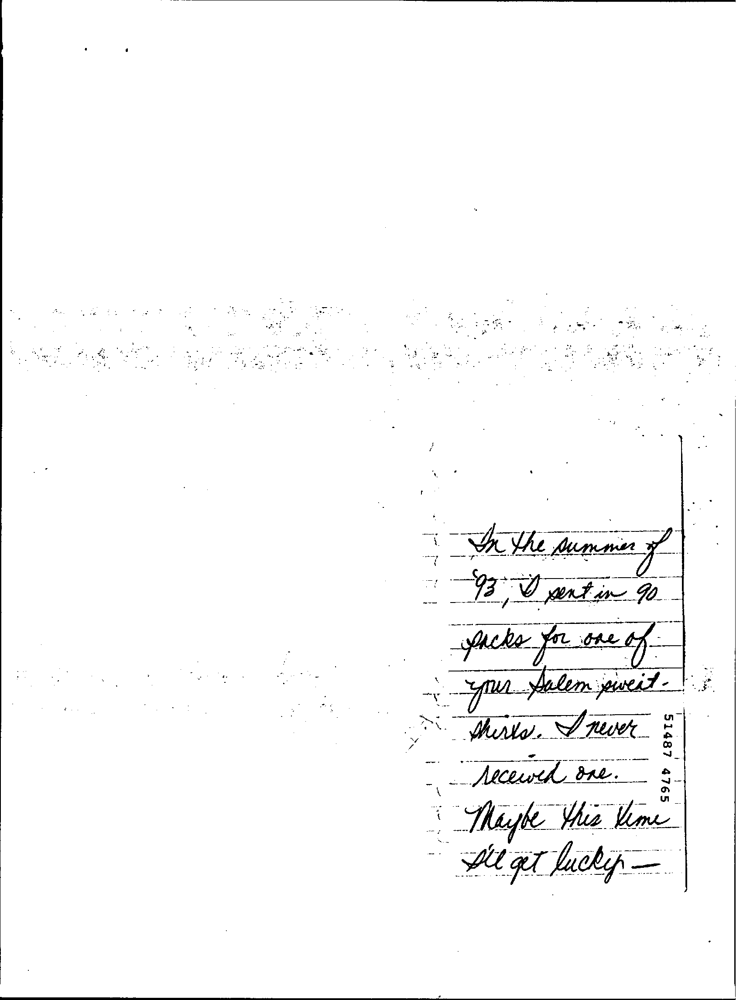 In the summer of
'93, I sent in 90
packs for one of
your Salem sweat-
shirts. I never
received one.
Maybe this time
I'll get lucky —
51487 4765